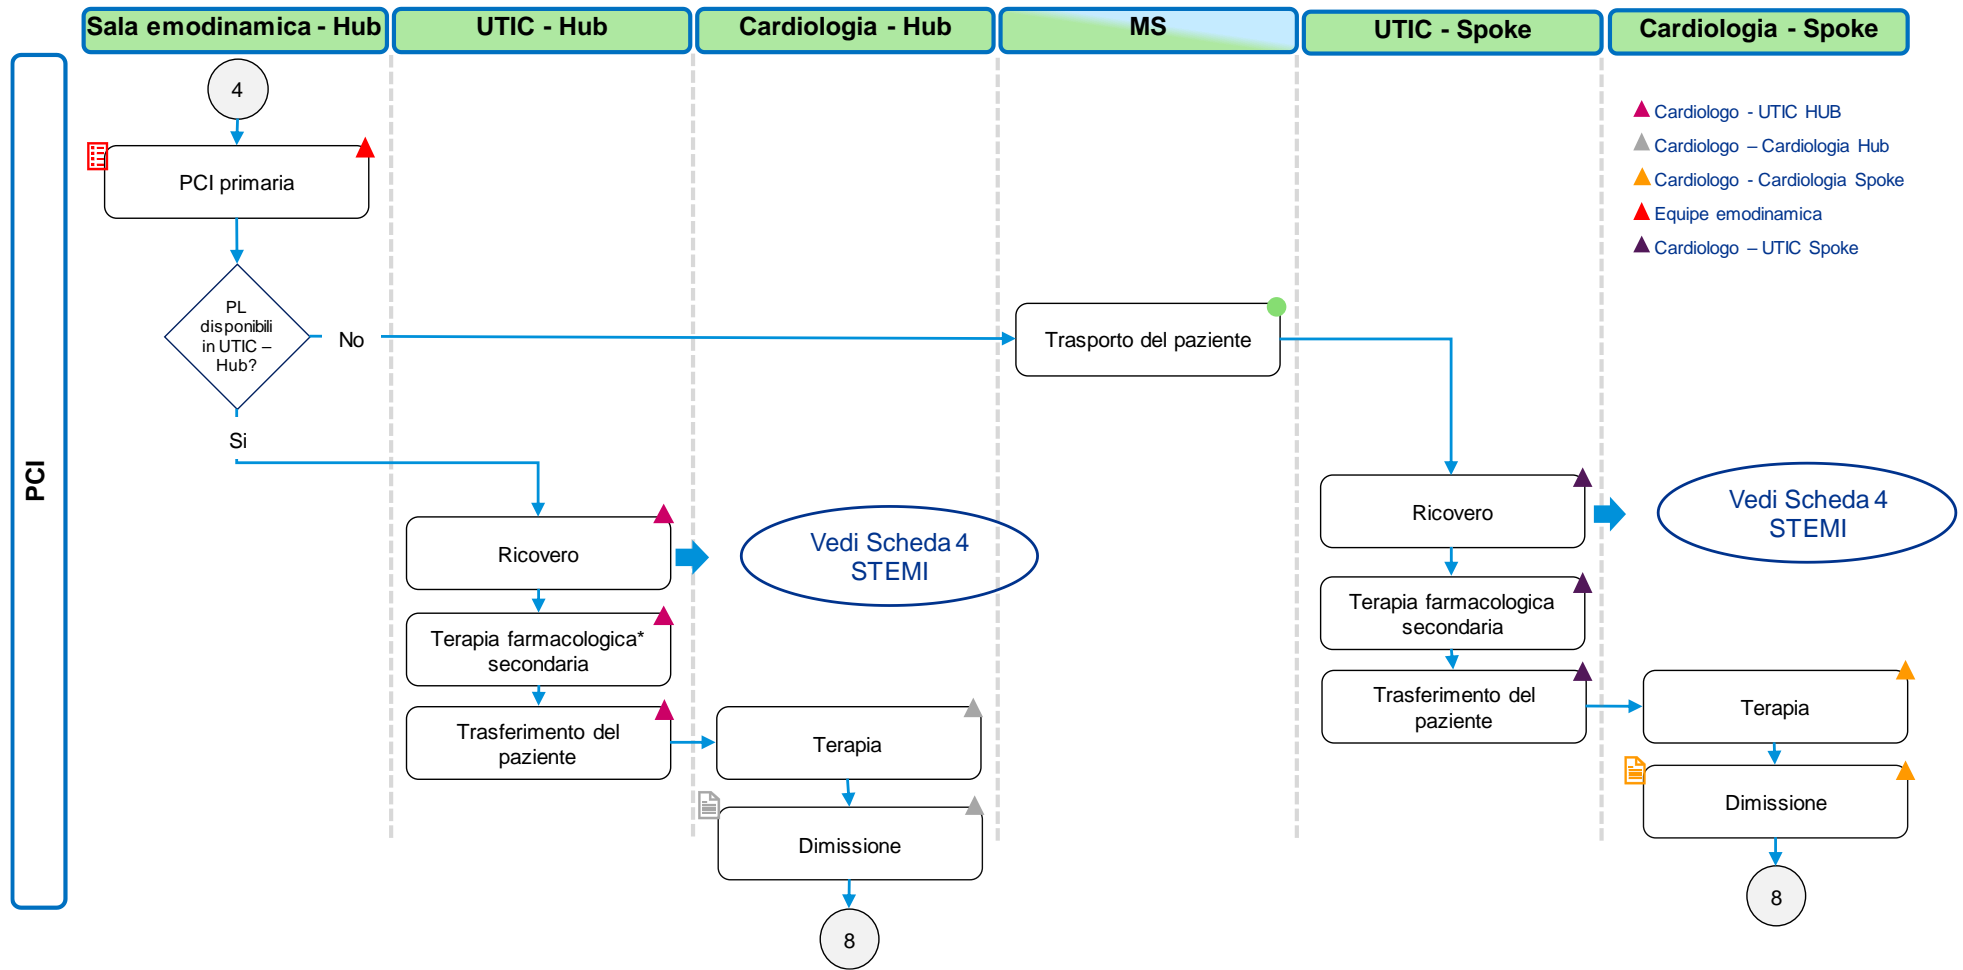 Sala emodinamica - Hub
UTIC - Hub
Cardiologia - Hub
MS
UTIC - Spoke
Cardiologia - Spoke
PCI
4
PCI primaria
PL
disponibili
in UTIC –
Hub?
No
Si
Trasporto del paziente
Cardiologo - UTIC HUB
Cardiologo – Cardiologia Hub
Cardiologo - Cardiologia Spoke
Equipe emodinamica
Cardiologo – UTIC Spoke
Ricovero
Vedi Scheda 4
STEMI
Terapia farmacologica*
secondaria
Trasferimento del
paziente
Terapia
Dimissione
8
Ricovero
Vedi Scheda 4
STEMI
Terapia farmacologica
secondaria
Trasferimento del
paziente
Terapia
Dimissione
8